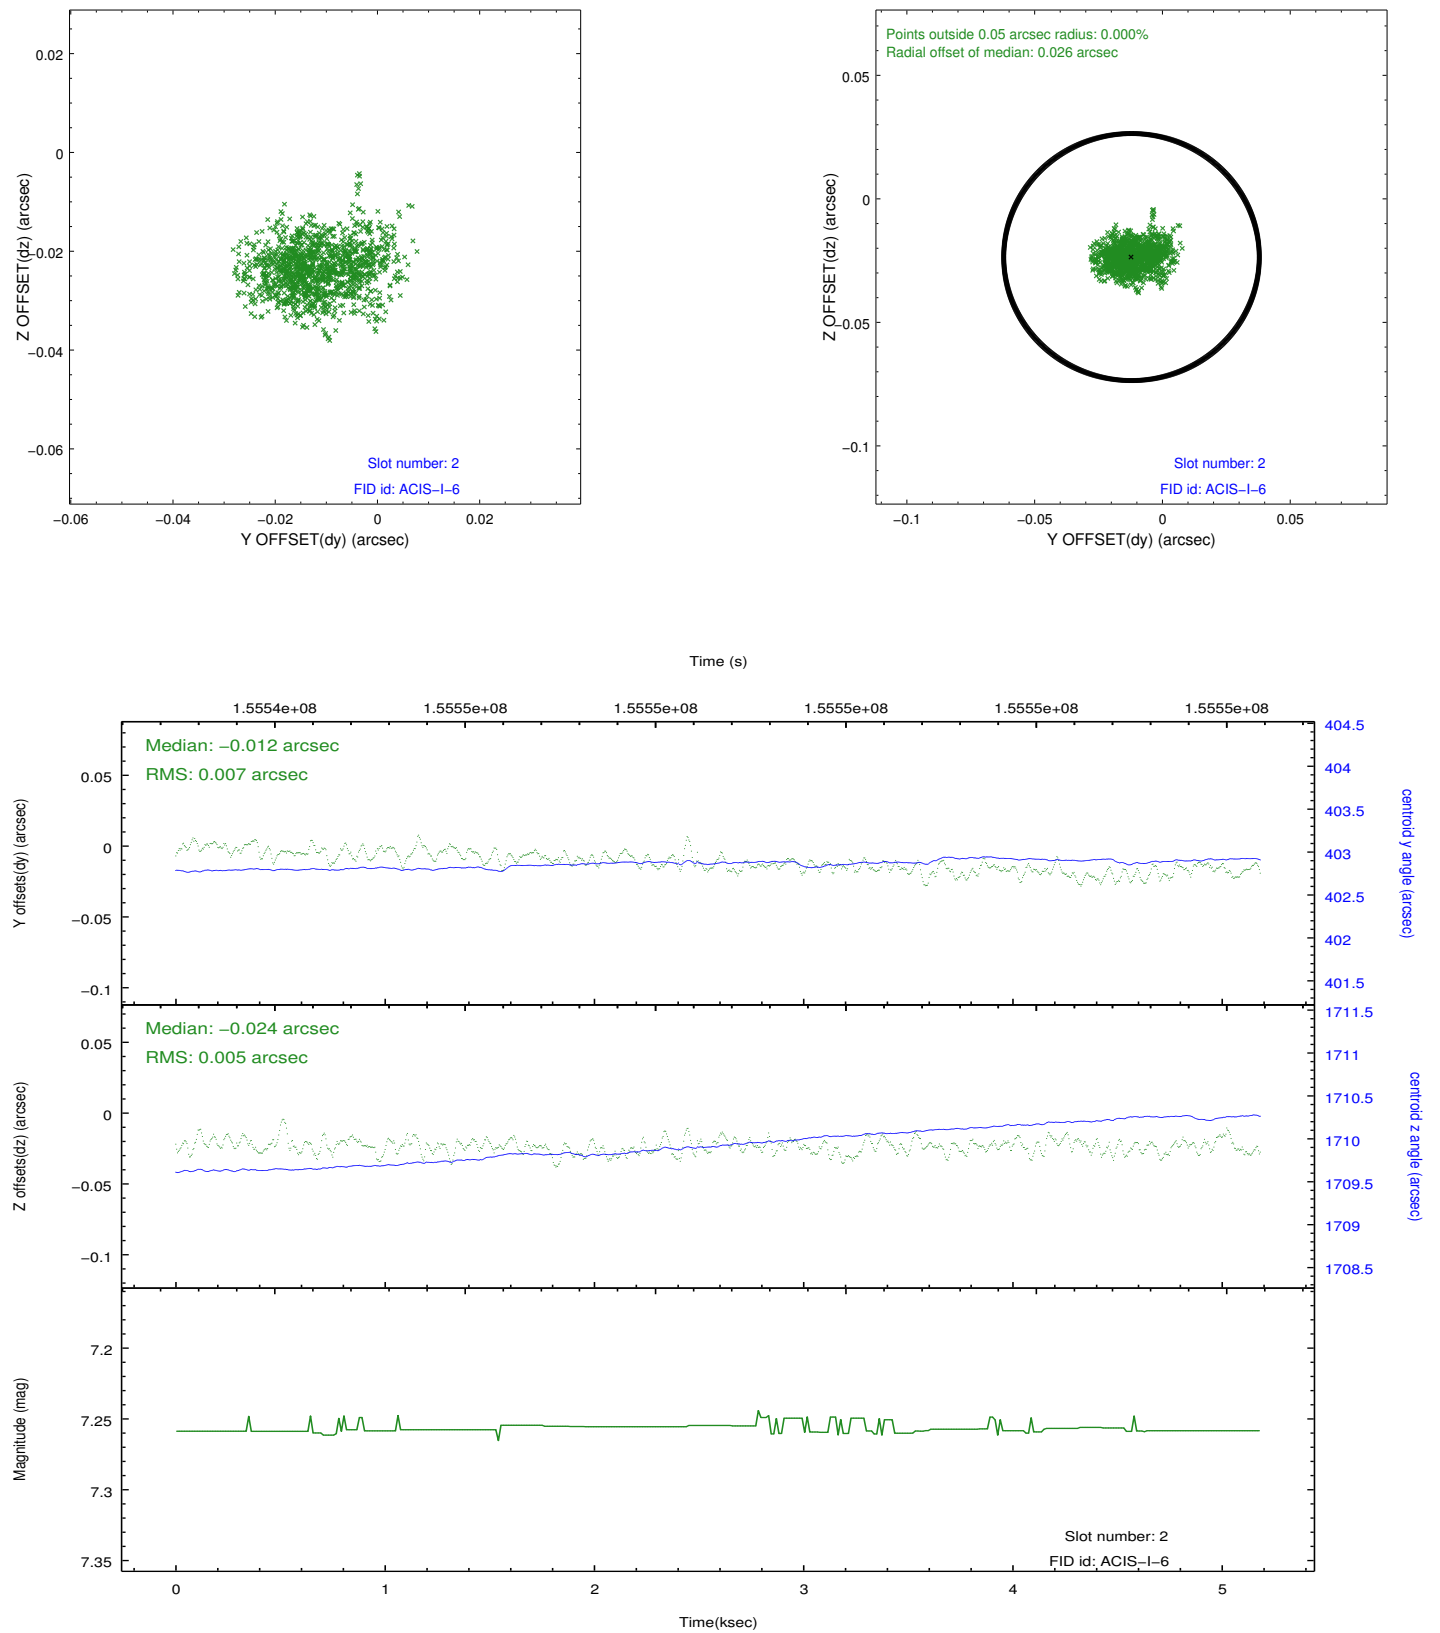 0.02
0
−0.02
−0.04
−0.06
Z OFFSET(dz) (arcsec)
Slot number: 2
FID id: ACIS−I−6
−0.06
−0.04
−0.02
0
0.02
Y OFFSET(dy) (arcsec)
Points outside 0.05 arcsec radius: 0.000%
Radial offset of median: 0.026 arcsec
0.05
0
−0.05
−0.1
Z OFFSET(dz) (arcsec)
Slot number: 2
FID id: ACIS−I−6
−0.1
−0.05
0
0.05
Y OFFSET(dy) (arcsec)
Time (s)
1.5554e+08
1.5555e+08
1.5555e+08
1.5555e+08
1.5555e+08
1.5555e+08
Median: −0.012 arcsec
RMS: 0.007 arcsec
0.05
0
−0.05
−0.1
Y offsets(dy) (arcsec)
404.5
404
403.5
403
402.5
402
401.5
centroid y angle (arcsec)
Median: −0.024 arcsec
RMS: 0.005 arcsec
0.05
0
−0.05
−0.1
Z offsets(dz) (arcsec)
1711.5
1711
1710.5
1710
1709.5
1709
1708.5
centroid z angle (arcsec)
7.2
7.25
7.3
7.35
Magnitude (mag)
Slot number: 2
FID id: ACIS−I−6
0
1
2
3
4
5
Time(ksec)